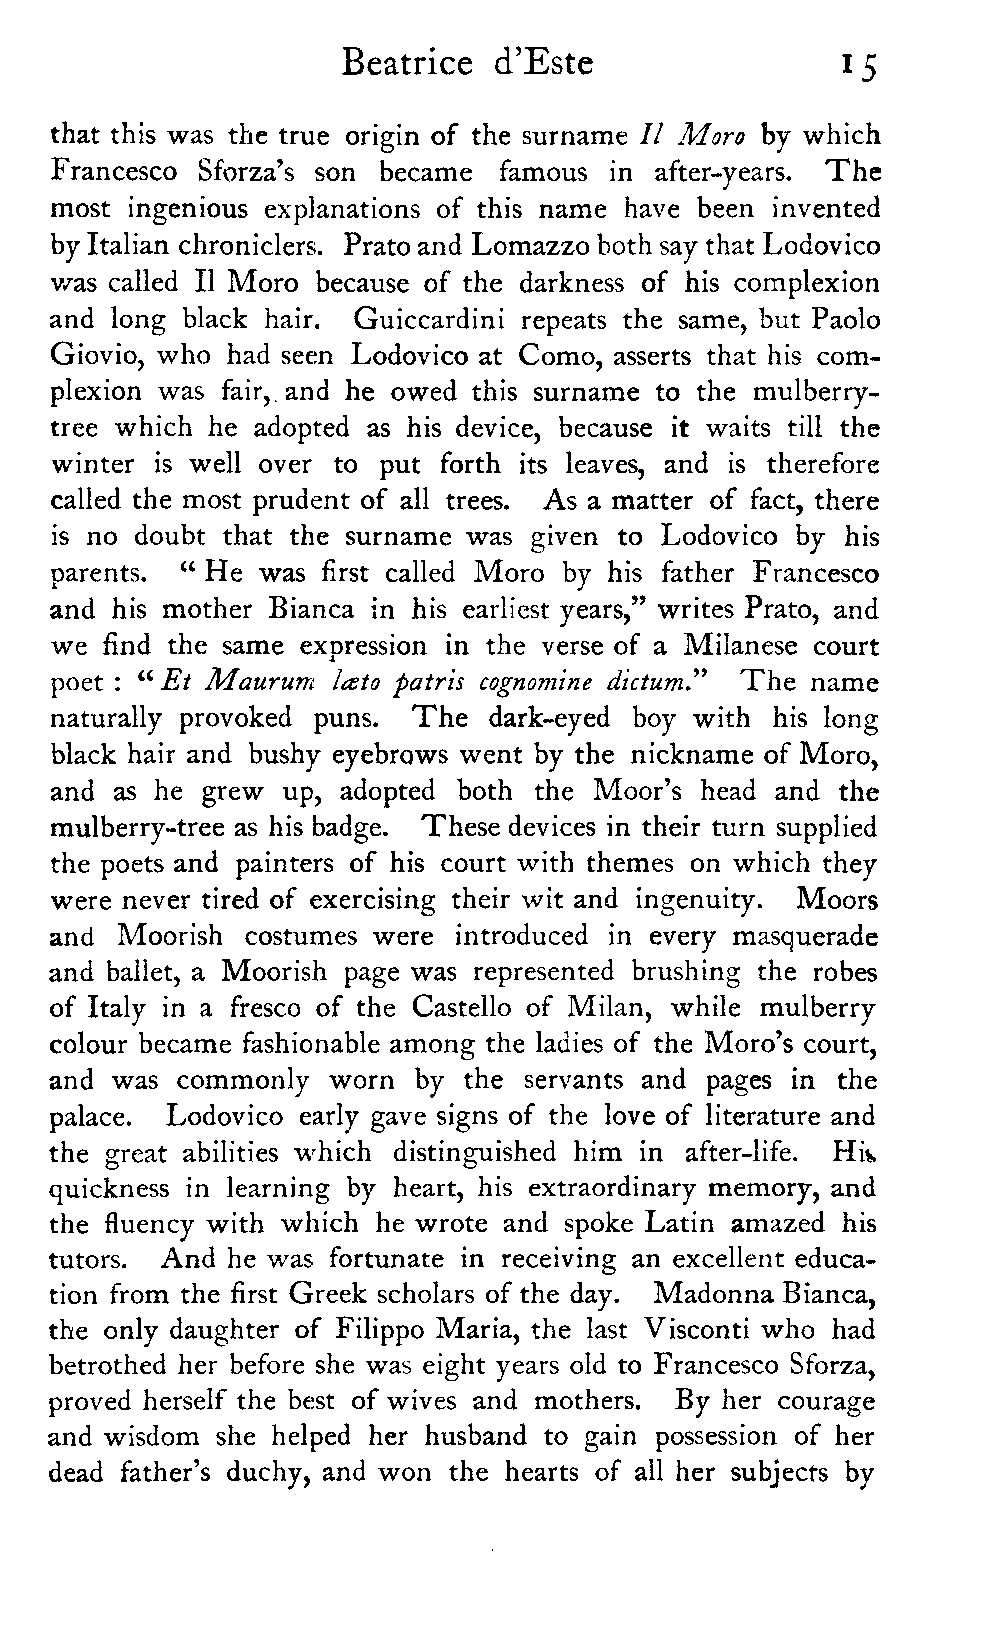 Beatrice d'Este 15
that this was the true origin of the surname Il Moro by which
Francesco Sforza's son became famous in after-years. The
most ingenious explanations of this name have been invented
by Italian chroniclers. Prato and Lomazzo both say that Lodovico
was called Il Moro because of the darkness of his complexion
and long black hair. Guiccardini repeats the same, but Paolo
Giovio, who had seen Lodovico at Como, asserts that his com-
plexion was fair, and he owed this surname to the mulberry-
tree which he adopted as his device, because it waits till the
winter is well over to put forth its leaves, and is therefore
called the most prudent of all trees. As a matter of fact, there
is no doubt that the surname was given to Lodovico by his
parents. “He was first called Moro by his father Francesco
and his mother Bianca in his earliest years,” writes Prato, and
we find the same expression in the verse of a Milanese court
poet : “Et Maurum læto patris cognomine dictum.” The name
naturally provoked puns. The dark-eyed boy with his long
black hair and bushy eyebrows went by the nickname of Moro,
and as he grew up, adopted both the Moor's head and the
mulberry-tree as his badge. These devices in their turn supplied
the poets and painters of his court with themes on which they
were never tired of exercising their wit and ingenuity. Moors
and Moorish costumes were introduced in every masquerade
and ballet, a Moorish page was represented brushing the robes
of Italy in a fresco of the Castello of Milan, while mulberry
colour became fashionable among the ladies of the Moro's court,
and was commonly worn by the servants and pages in the
palace. Lodovico early gave signs of the love of literature and
the great abilities which distinguished him in after-life. His
quickness in learning by heart, his extraordinary memory, and
the fluency with which he wrote and spoke Latin amazed his
tutors. And he was fortunate in receiving an excellent educa-
tion from the first Greek scholars of the day. Madonna Bianca,
the only daughter of Filippo Maria, the last Visconti who had
betrothed her before she was eight years old to Francesco Sforza,
proved herself the best of wives and mothers. By her courage
and wisdom she helped her husband to gain possession of her
dead father's duchy, and won the hearts of all her subjects by